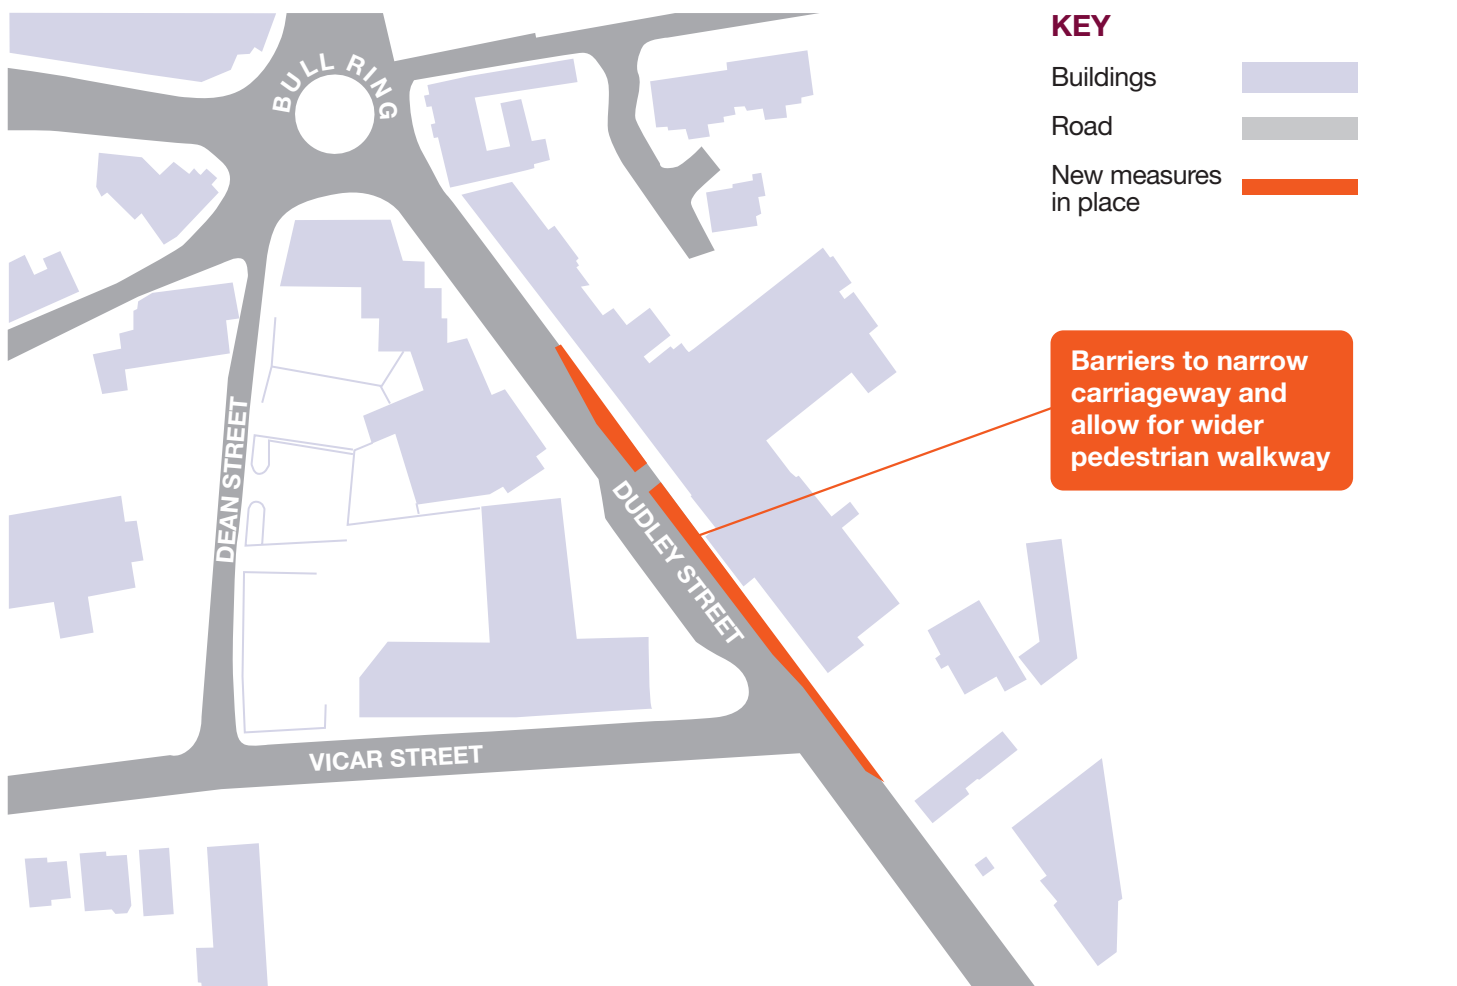 BULL RING
KEY
Buildings
Road
New measures
in place
Barriers to narrow
carriageway and
allow for wider
pedestrian walkway
DEAN STREET
DUDLEY STREET
VICAR STREET